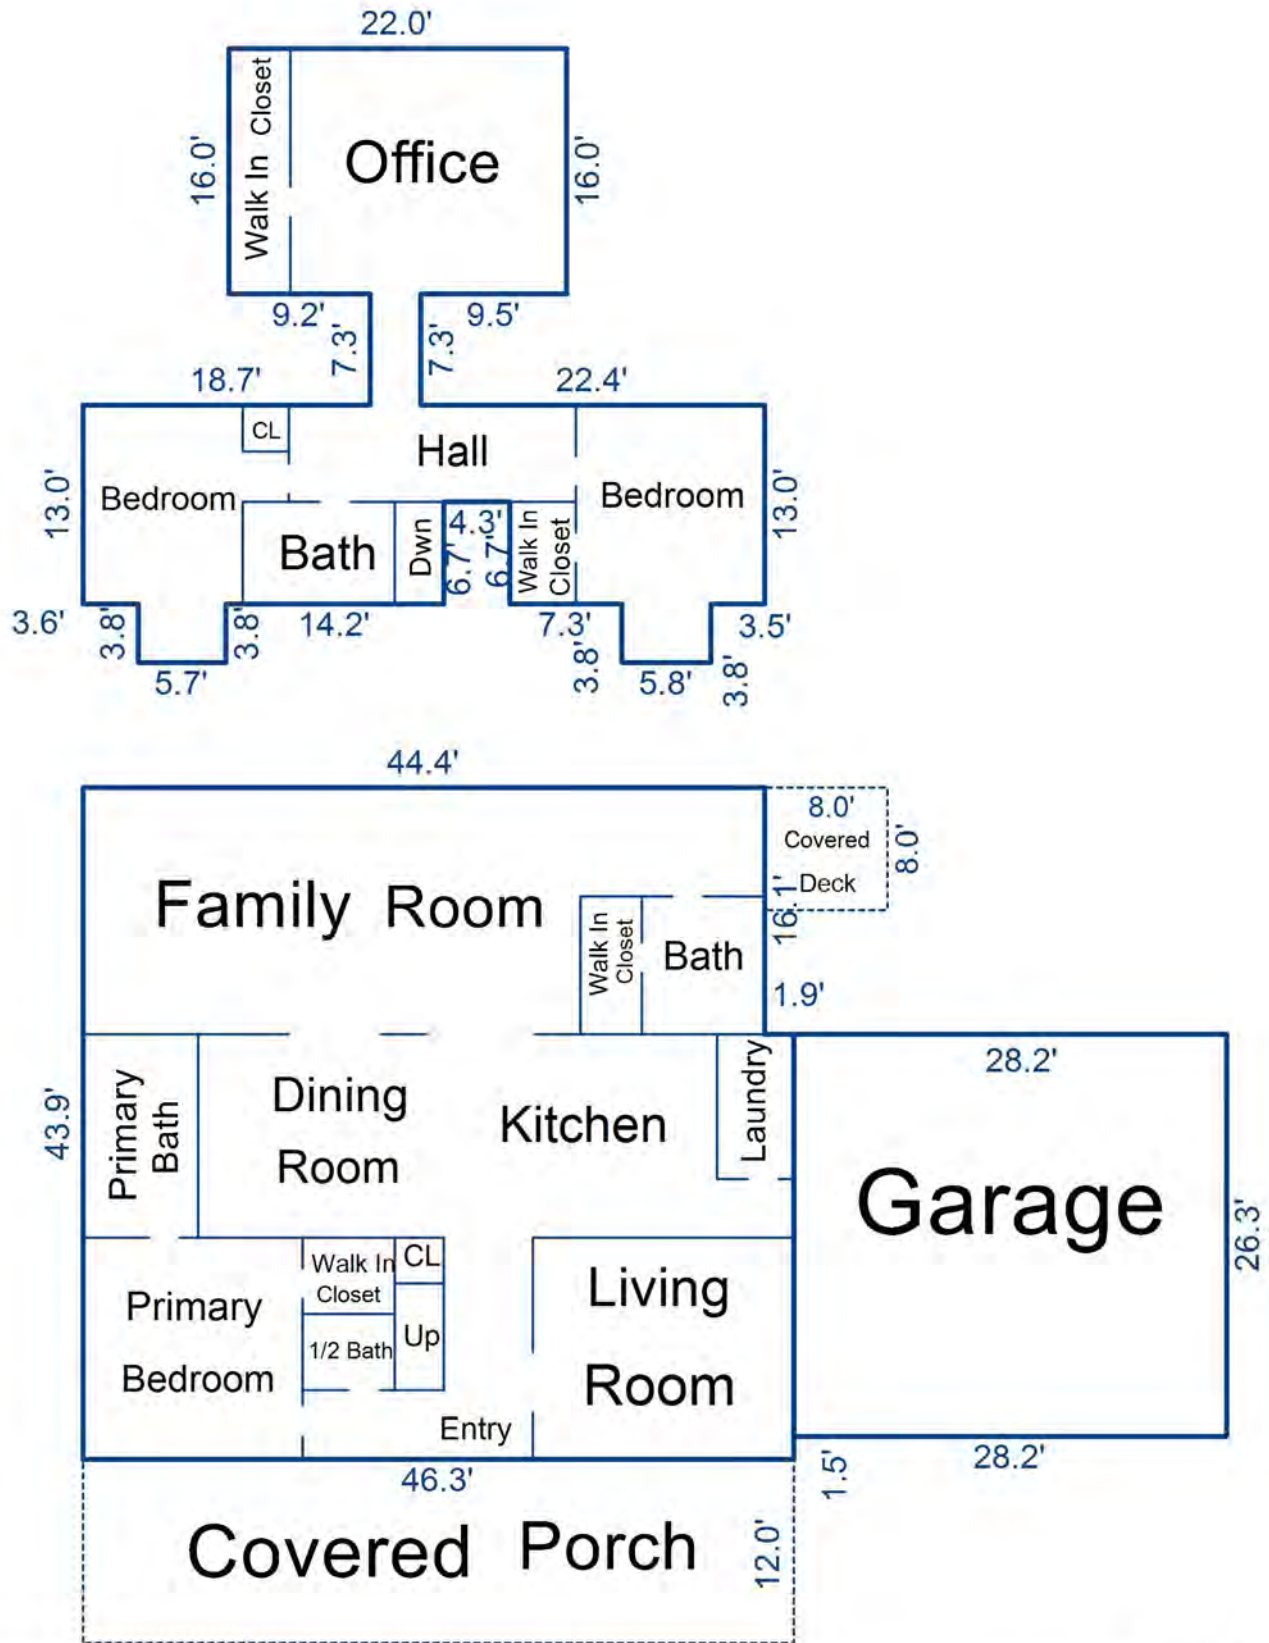 22.0'
Walk In Closet
Office
16.0'
16.0'
9.2'
9.5'
7.3'
7.3'
18.7'
22.4'
CL
Hall
Bedroom
Bedroom
13.0'
13.0'
Bath
Dwn
4.3'
6.7'
6.7'
Walk In
Closet
3.6'
3.8'
3.8'
14.2'
7.3'
3.5'
5.7'
3.8'
5.8'
3.8'
44.4'
8.0'
Covered
Deck
8.0'
Family Room
16.1'
Walk In
Closet
Bath
1.9'
28.2'
Primary
Bath
Dining
Room
Kitchen
Laundry
43.9'
Garage
26.3'
Walk In
Closet
CL
Primary
Bedroom
1/2 Bath
Up
Living
Room
Entry
46.3'
28.2'
1.5'
Covered Porch
12.0'